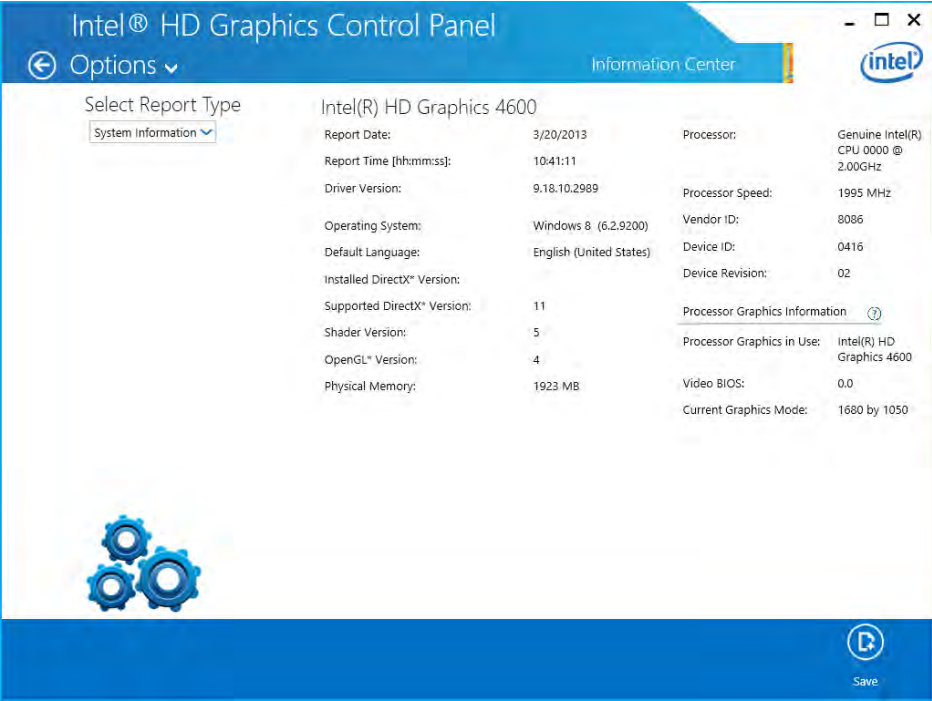 Intel® HD Graphics Control Panel
Options
Information Center
intel
Select Report Type
System Information
Intel(R) HD Graphics 4600
Report Date: 3/20/2013
Report Time [hh:mm:ss]: 10:41:11
Driver Version: 9.18.10.2989
Operating System: Windows 8 (6.2.9200)
Default Language: English (United States)
Installed DirectX* Version:
Supported DirectX* Version: 11
Shader Version: 5
OpenGL* Version: 4
Physical Memory: 1923 MB
Processor: Genuine Intel(R)
CPU 0000 @
2.00GHz
Processor Speed: 1995 MHz
Vendor ID: 8086
Device ID: 0416
Device Revision: 02
Processor Graphics Information ?
Processor Graphics in Use: Intel(R) HD
Graphics 4600
Video BIOS: 0.0
Current Graphics Mode: 1680 by 1050
Save